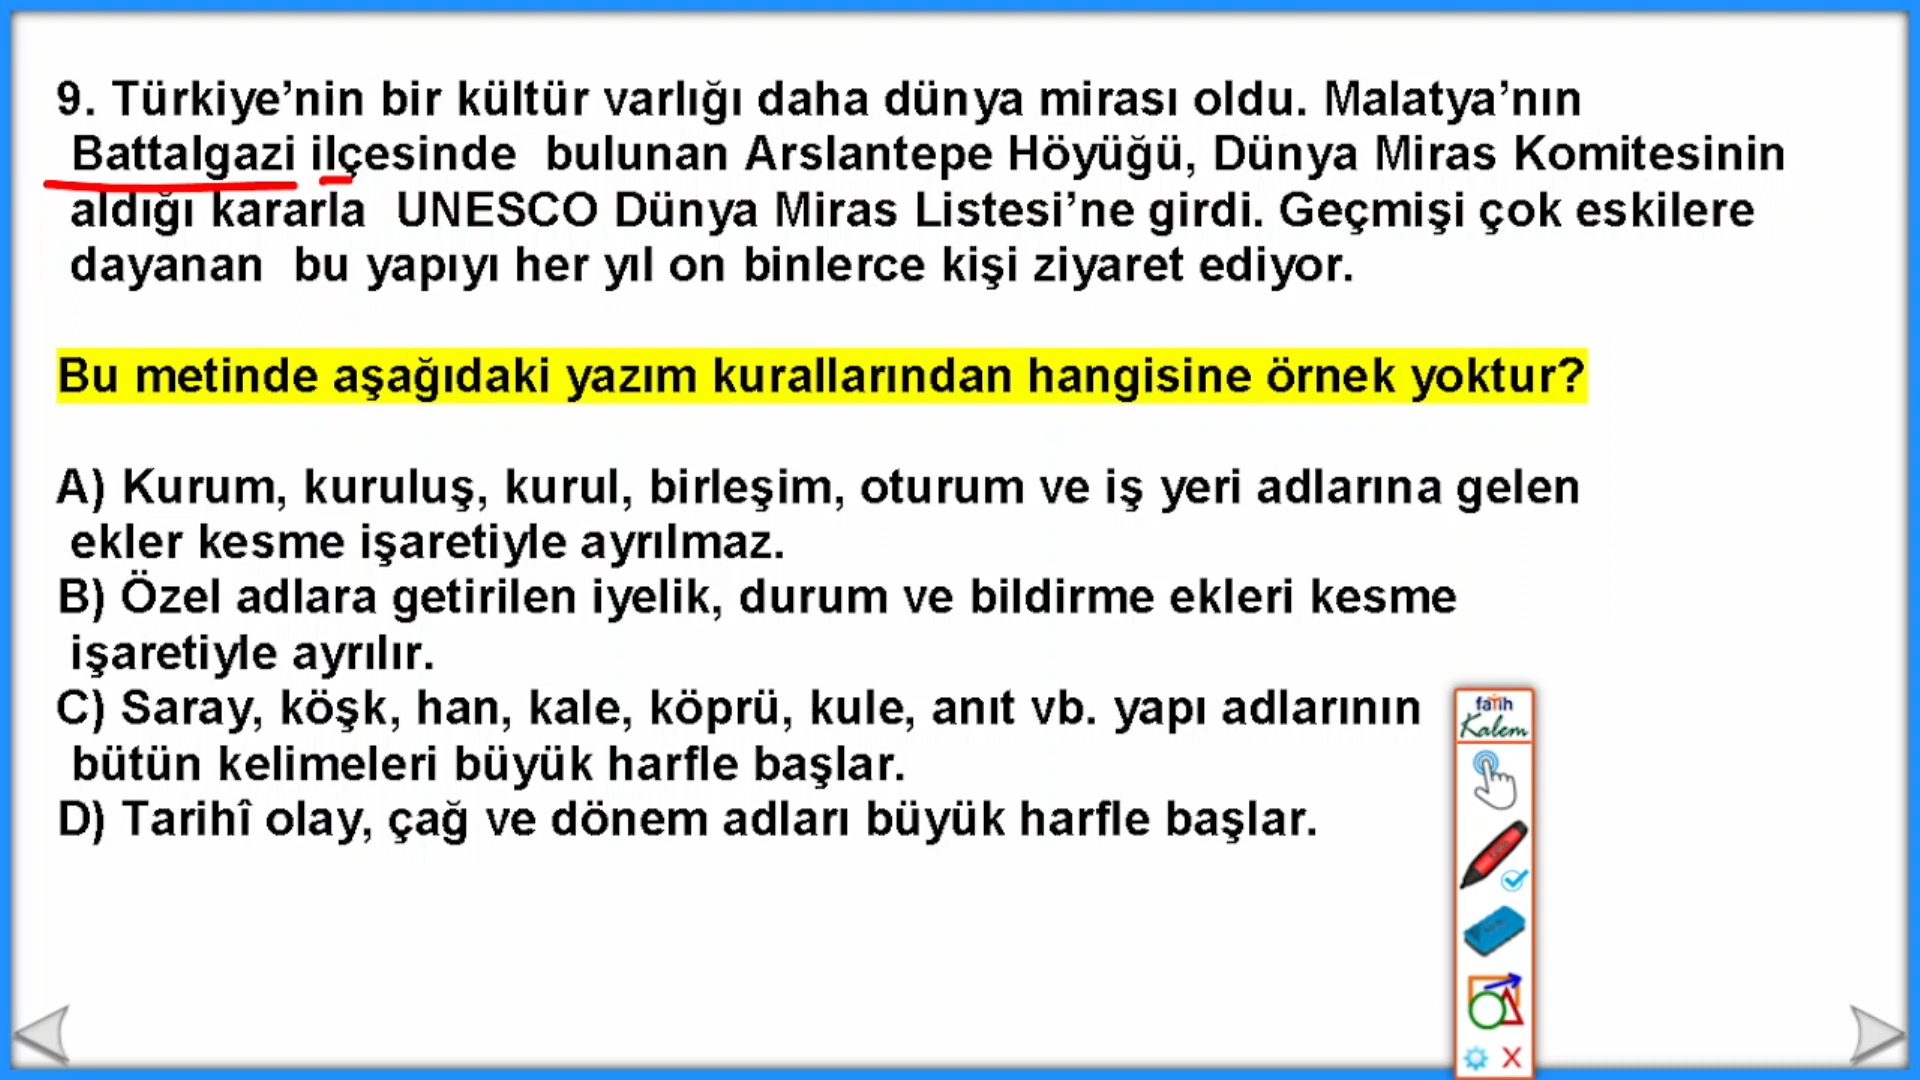 9. Türkiye’nin bir kültür varlığı daha dünya mirası oldu. Malatya’nın
Battalgazi ilçesinde bulunan Arslantepe Höyüğü, Dünya Miras Komitesinin
aldığı kararla UNESCO Dünya Miras Listesi’ne girdi. Geçmişi çok eskilere
dayanan bu yapıyı her yıl on binlerce kişi ziyaret ediyor.
Bu metinde aşağıdaki yazım kurallarından hangisine örnek yoktur?
A) Kurum, kuruluş, kurul, birleşim, oturum ve iş yeri adlarına gelen
ekler kesme işaretiyle ayrılmaz.
B) Özel adlara getirilen iyelik, durum ve bildirme ekleri kesme
işaretiyle ayrılır.
C) Saray, köşk, han, kale, köprü, kule, anıt vb. yapı adlarının
bütün kelimeleri büyük harfle başlar.
D) Tarihî olay, çağ ve dönem adları büyük harfle başlar.
fatih
Kalem
X